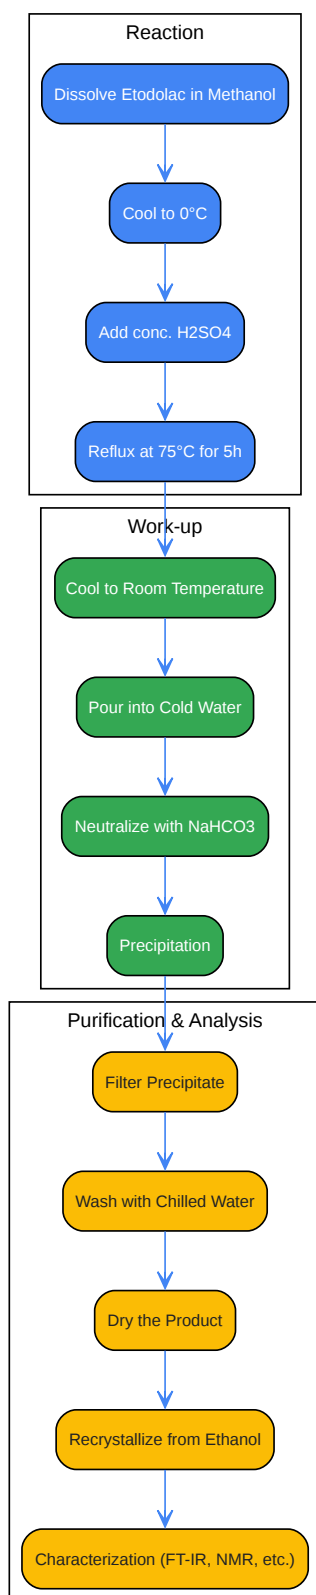 Reaction
Dissolve Etodolac in Methanol
Cool to 0°C
Add conc. H2SO4
Reflux at 75°C for 5h
Work-up
Cool to Room Temperature
Pour into Cold Water
Neutralize with NaHCO3
Precipitation
Purification & Analysis
Filter Precipitate
Wash with Chilled Water
Dry the Product
Recrystallize from Ethanol
Characterization (FT-IR, NMR, etc.)